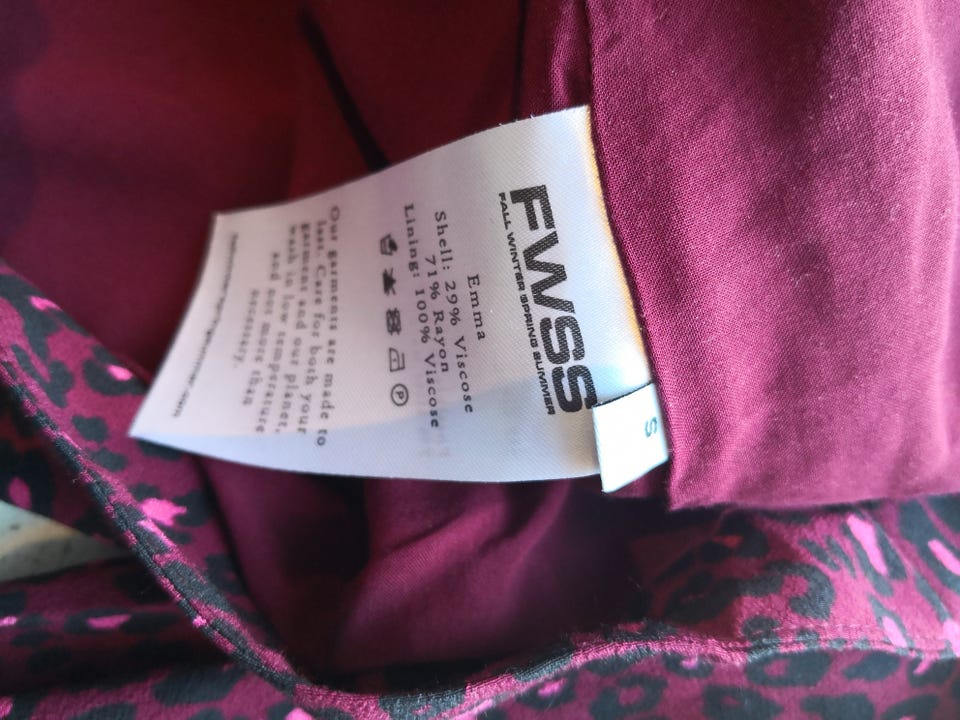 FWSS
FALL WINTER SPRING SUMMER
Emma
Shell: 29% Viscose
71% Rayon
Lining: 100% Viscose
P
Our garments are made to
last. Care for both your
garment and our planet,
wash in low temperature
and not more than
necessary.
S